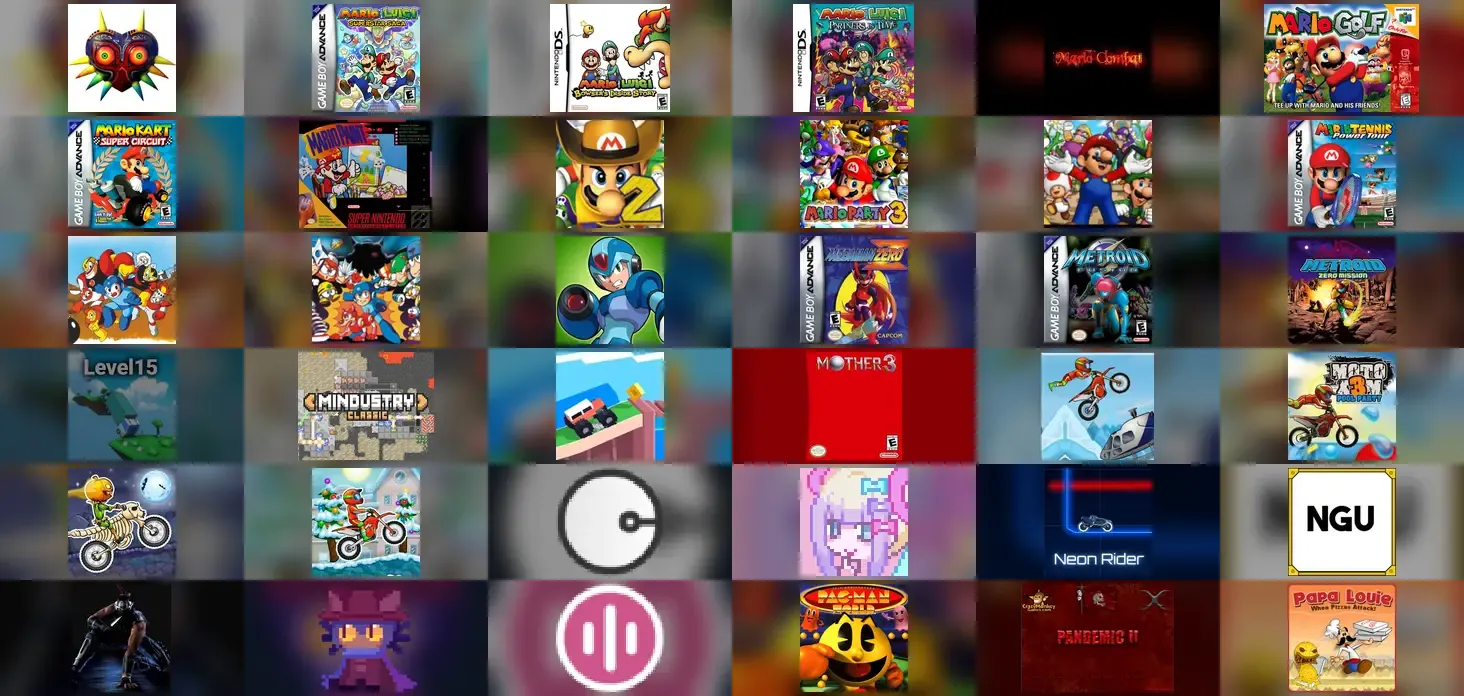 GAME BOY ADVANCE
MARIO & LUIGI
SUPERSTAR SAGA
NINTENDO DS
MARIO & LUIGI
BOWSER'S INSIDE STORY
NINTENDO DS
MARIO & LUIGI
PARTNERS IN TIME
Mario Combat
MARIO GOLF
TEE UP WITH MARIO AND HIS FRIENDS!
GAME BOY ADVANCE
MARIO KART
SUPER CIRCUIT
MARIO PAINT
SUPER NINTENDO
2
MARIO PARTY 3
GAME BOY ADVANCE
MARIO TENNIS
Power Tour
GAME BOY ADVANCE
MEGAMAN ZERO
CAPCOM
GAME BOY ADVANCE
METROID
METROID
ZERO MISSION
Level15
MINDUSTRY
CLASSIC
MOTHER 3
MOTO
X3M
POOL PARTY
Neon Rider
NGU
PAC-MAN
WORLD
PANDEMIC II
Papa Louie
When Pizzas Attack!